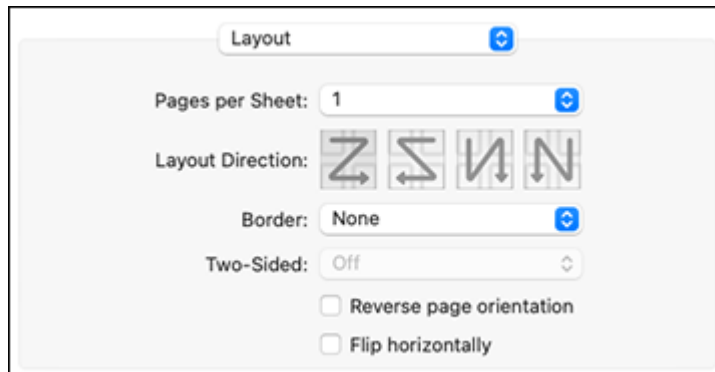 Layout
Pages per Sheet: 1
Layout Direction:
Border: None
Two-Sided: Off
Reverse page orientation
Flip horizontally